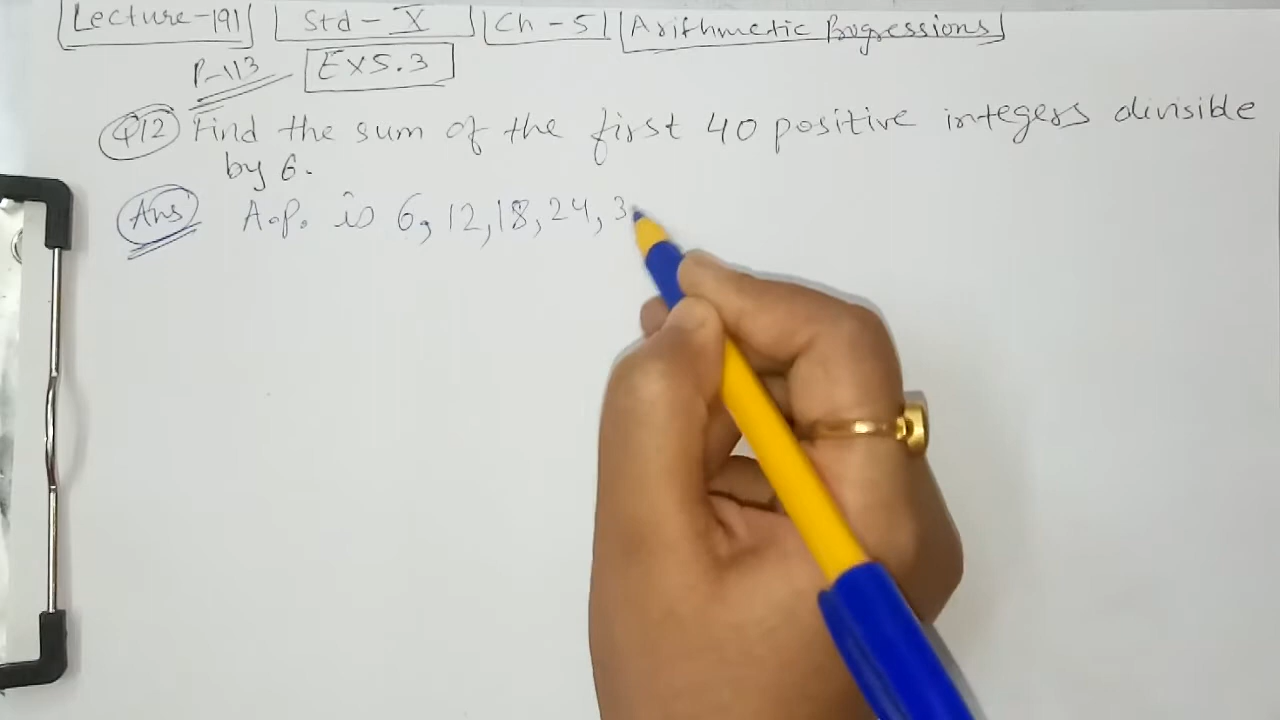 Lecture-191 Std - X Ch - 5 Arithmetic Progressions
P-113 Ex 5.3
Q12 Find the sum of the first 40 positive integers divisible
by 6.
Ans A.P. is 6, 12, 18, 24, 3